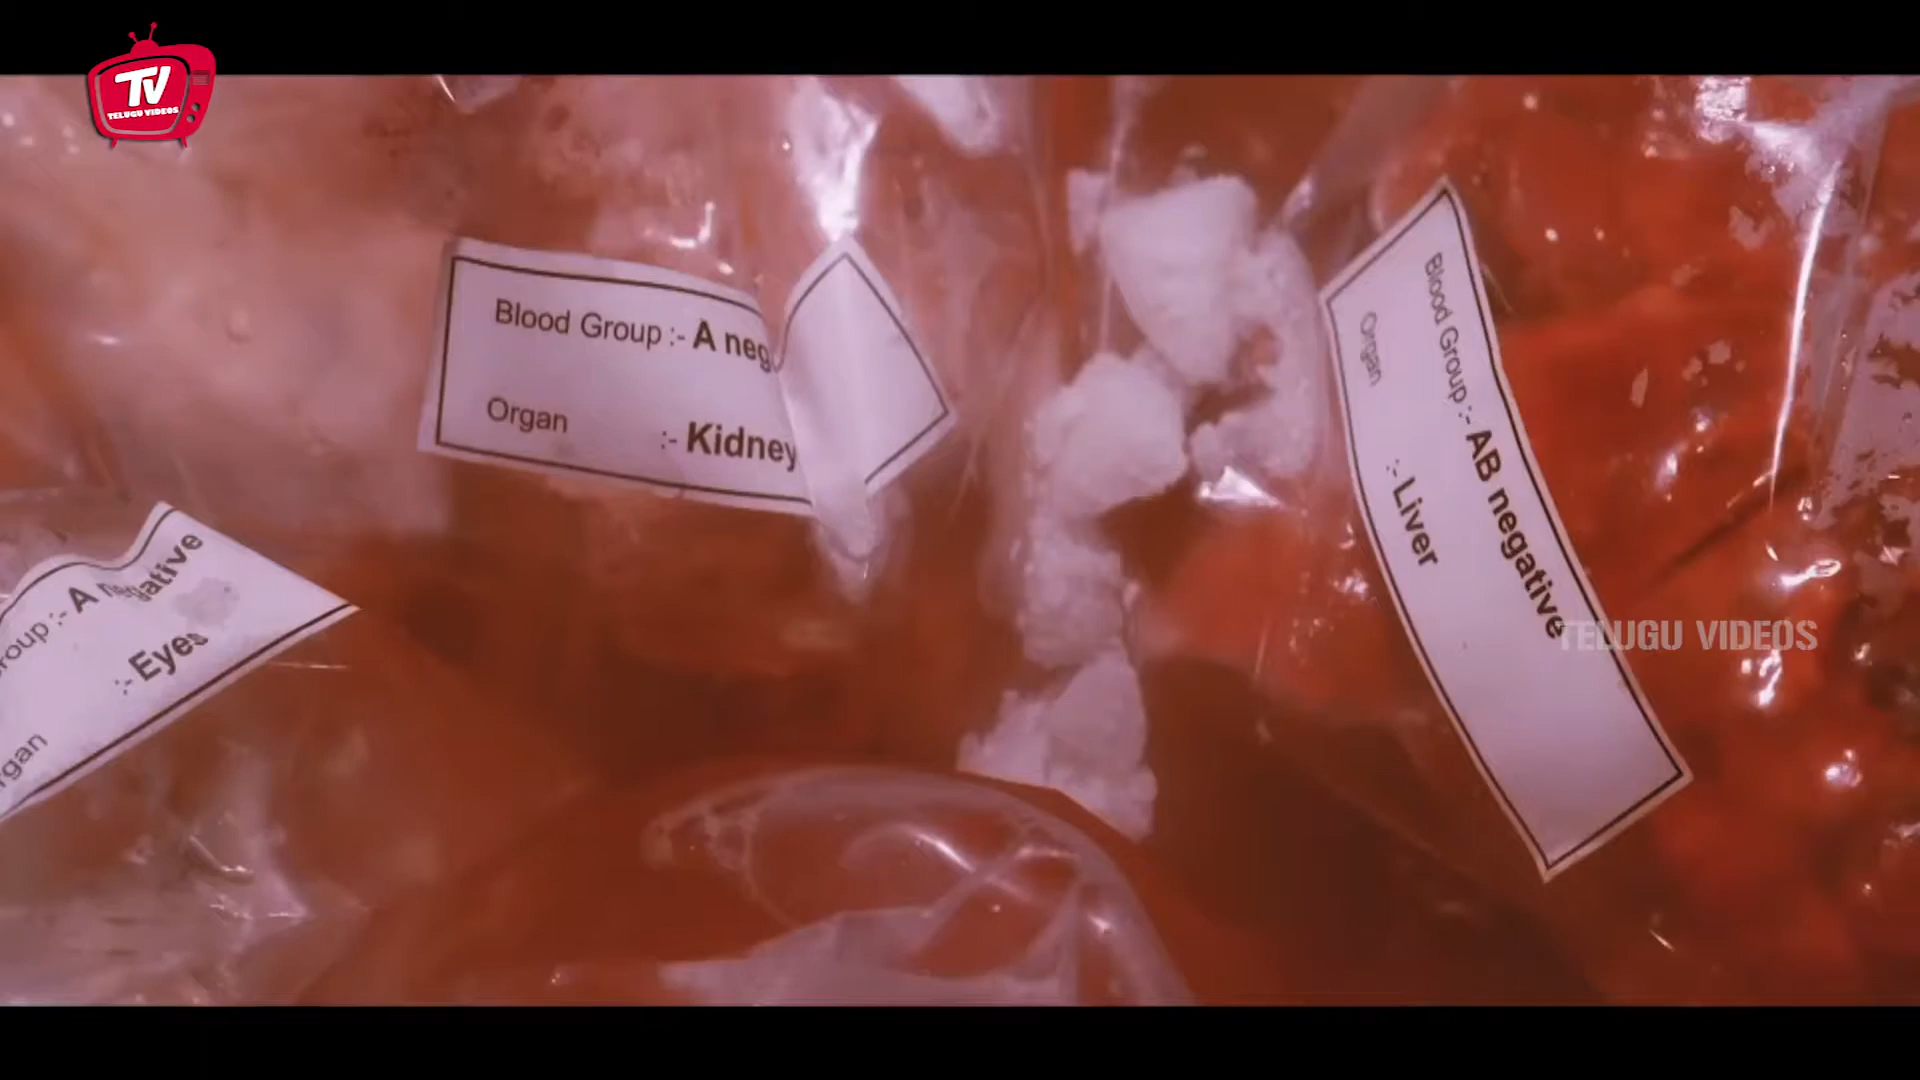 TV
TELUGU VIDEOS
Blood Group :- A neg
Organ :- Kidney
Blood Group :- AB negative
Organ :- Liver
roup :- A negative
rgan :- Eyes
TELUGU VIDEOS